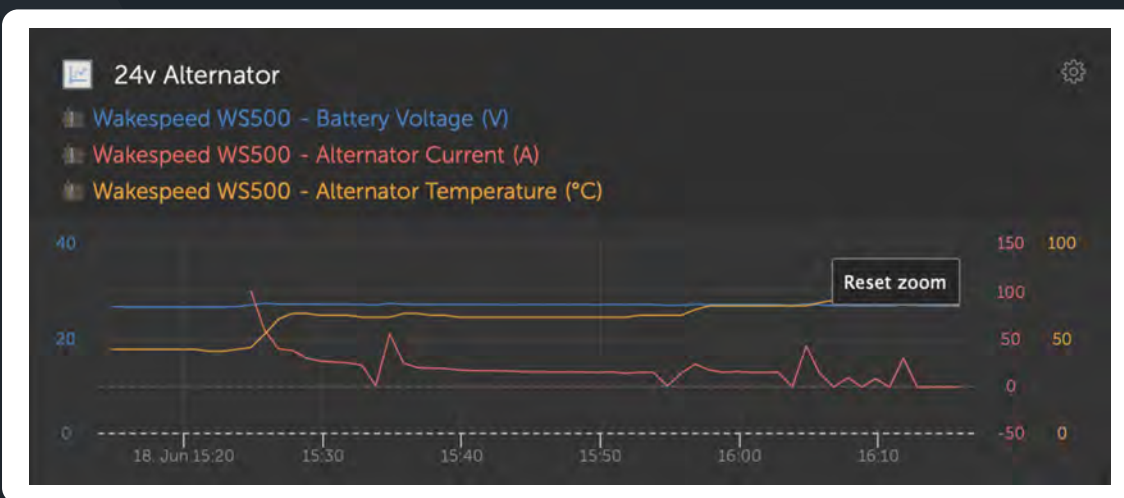 24v Alternator
Wakespeed WS500 - Battery Voltage (V)
Wakespeed WS500 - Alternator Current (A)
Wakespeed WS500 - Alternator Temperature (°C)
40 150 100
Reset zoom
100
20 50 50
0
0 -50 0
18. Jun 15:20 15:30 15:40 15:50 16:00 16:10